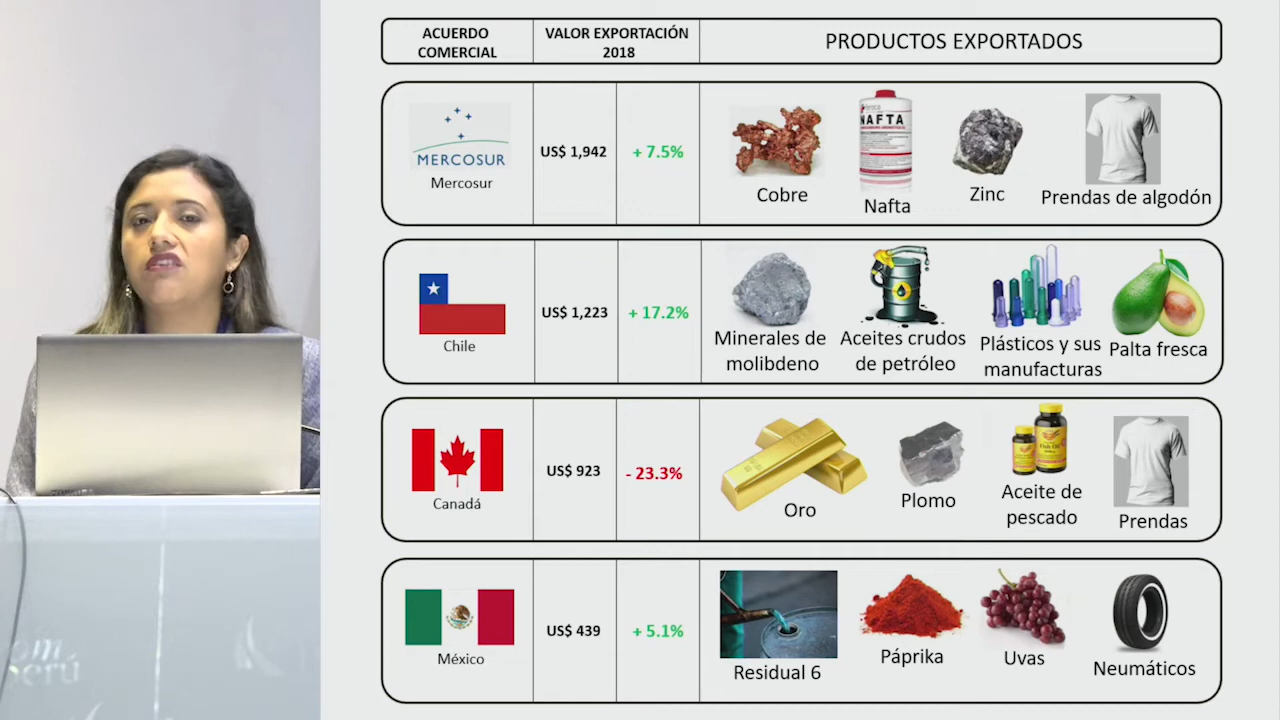 ACUERDO
COMERCIAL
VALOR EXPORTACIÓN
2018
PRODUCTOS EXPORTADOS
MERCOSUR
Mercosur
US$ 1,942
+ 7.5%
Cobre
NAFTA
Nafta
Zinc
Prendas de algodón
Chile
US$ 1,223
+ 17.2%
Minerales de
molibdeno
Aceites crudos
de petróleo
Plásticos y sus
manufacturas
Palta fresca
Canadá
US$ 923
- 23.3%
Oro
Plomo
Aceite de
pescado
Prendas
México
US$ 439
+ 5.1%
Residual 6
Páprika
Uvas
Neumáticos